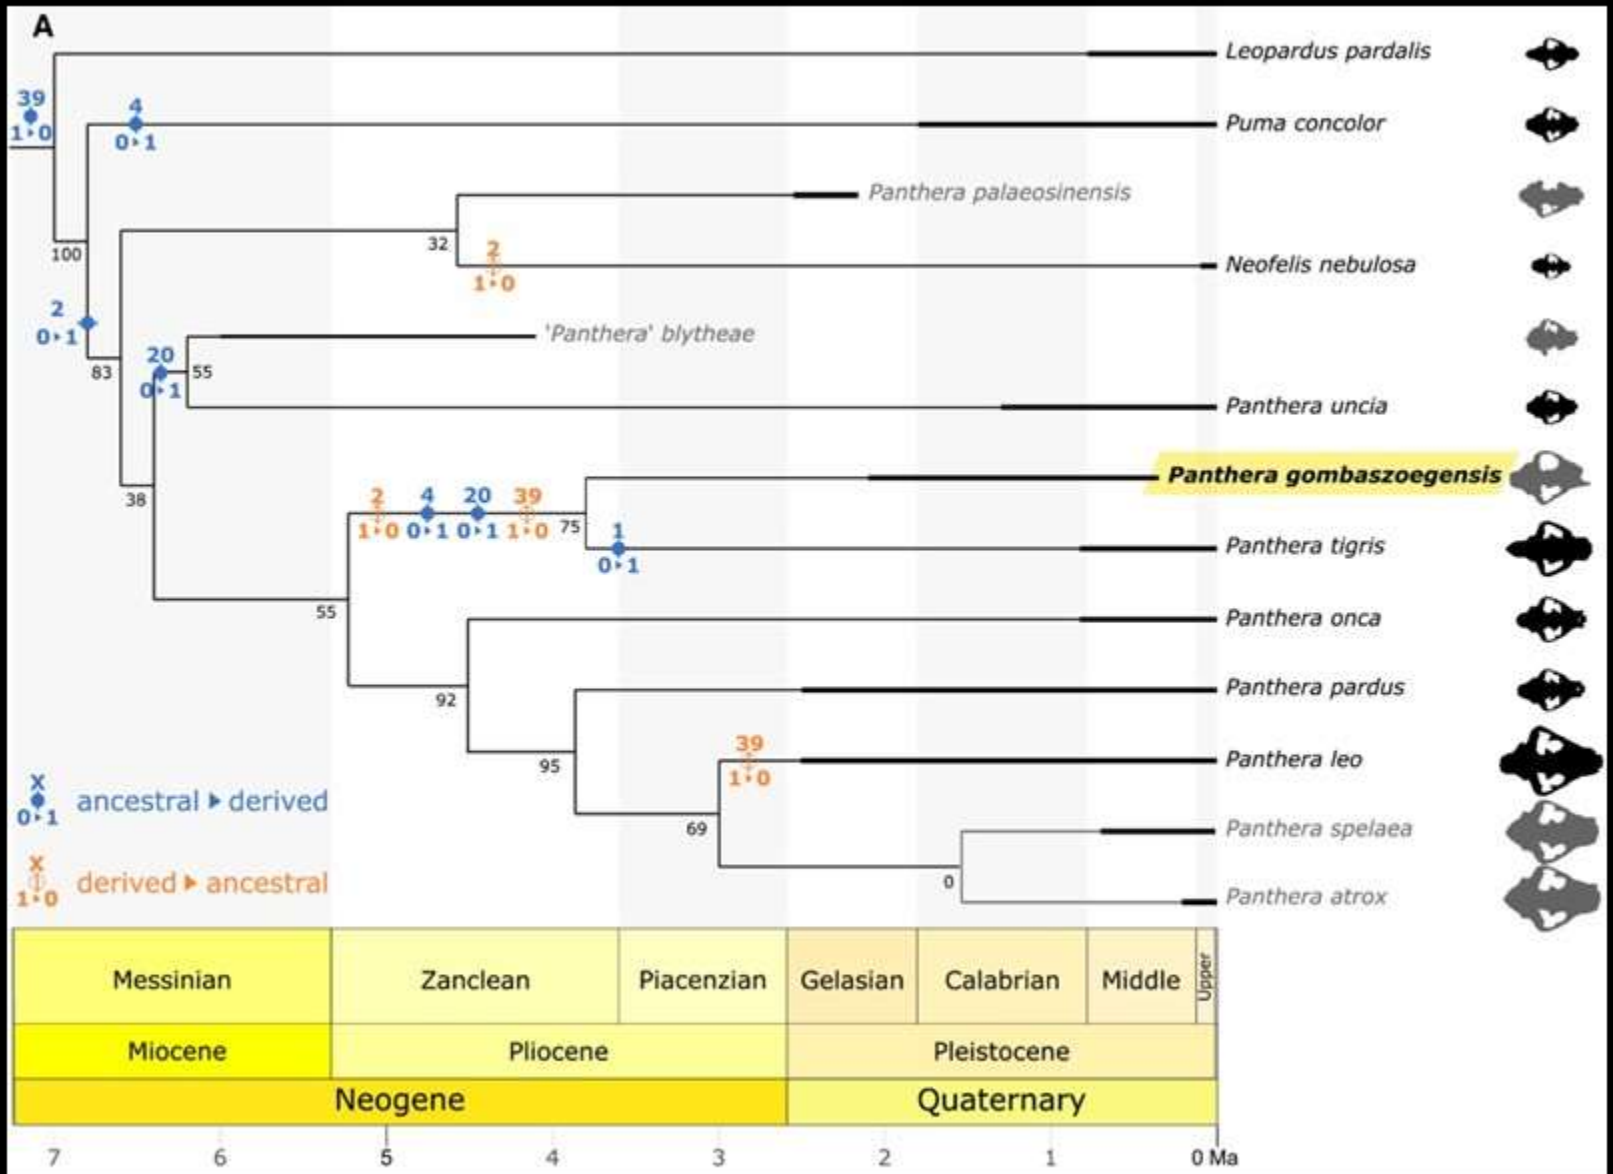 A
Leopardus pardalis
39
1▸0
4
0▸1
Puma concolor
Panthera palaeosinensis
100
32
2
1▸0
Neofelis nebulosa
2
0▸1
83
'Panthera' blytheae
20
0▸1
55
Panthera uncia
38
Panthera gombaszoegensis
2 4 20 39
1▸0 0▸1 0▸1 1▸0
75
1
0▸1
Panthera tigris
55
Panthera onca
92
Panthera pardus
95
39
1▸0
Panthera leo
69
Panthera spelaea
0
Panthera atrox
X
0▸1
ancestral ▸ derived
X
1▸0
derived ▸ ancestral
Messinian Zanclean Piacenzian Gelasian Calabrian Middle Upper
Miocene Pliocene Pleistocene
Neogene Quaternary
7 6 5 4 3 2 1 0 Ma